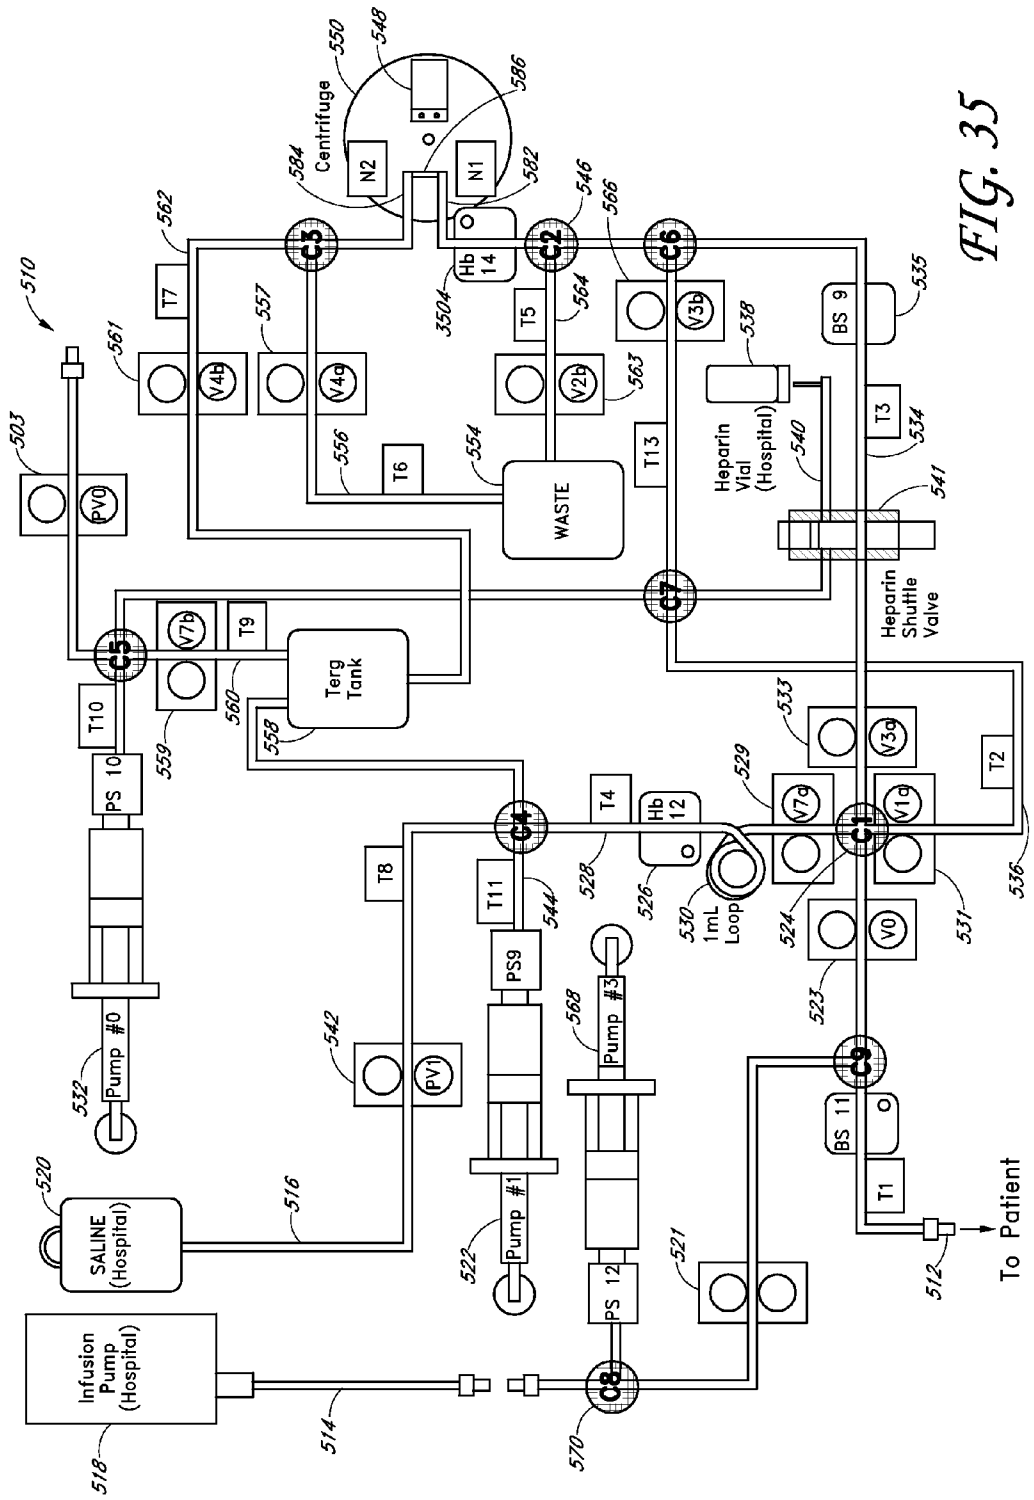 Infusion
Pump
(Hospital)
518
514
SALINE
(Hospital)
520
516
Pump #0
532
PS 10
T10
C5
V7b
559
T9
560
PV0
503
510
Terg
Tank
558
T7
562
V4b
561
V4a
557
C3
556
T6
WASTE
554
Centrifuge
550
548
586
584
N2
N1
582
Hb
14
3504
C2
546
T5
564
V2b
563
C6
566
V3b
T13
C7
Heparin
Vial
(Hospital)
538
540
541
Heparin
Shuttle
Valve
BS 9
535
T3
534
T8
PV1
542
Pump #1
522
PS9
T11
544
C4
T4
528
Hb
12
526
530
1mL
Loop
V7a
529
V3a
533
C1
524
V1a
531
V0
523
T2
536
Pump #3
568
PS 12
C8
570
521
C9
BS 11
T1
512
To Patient
FIG. 35